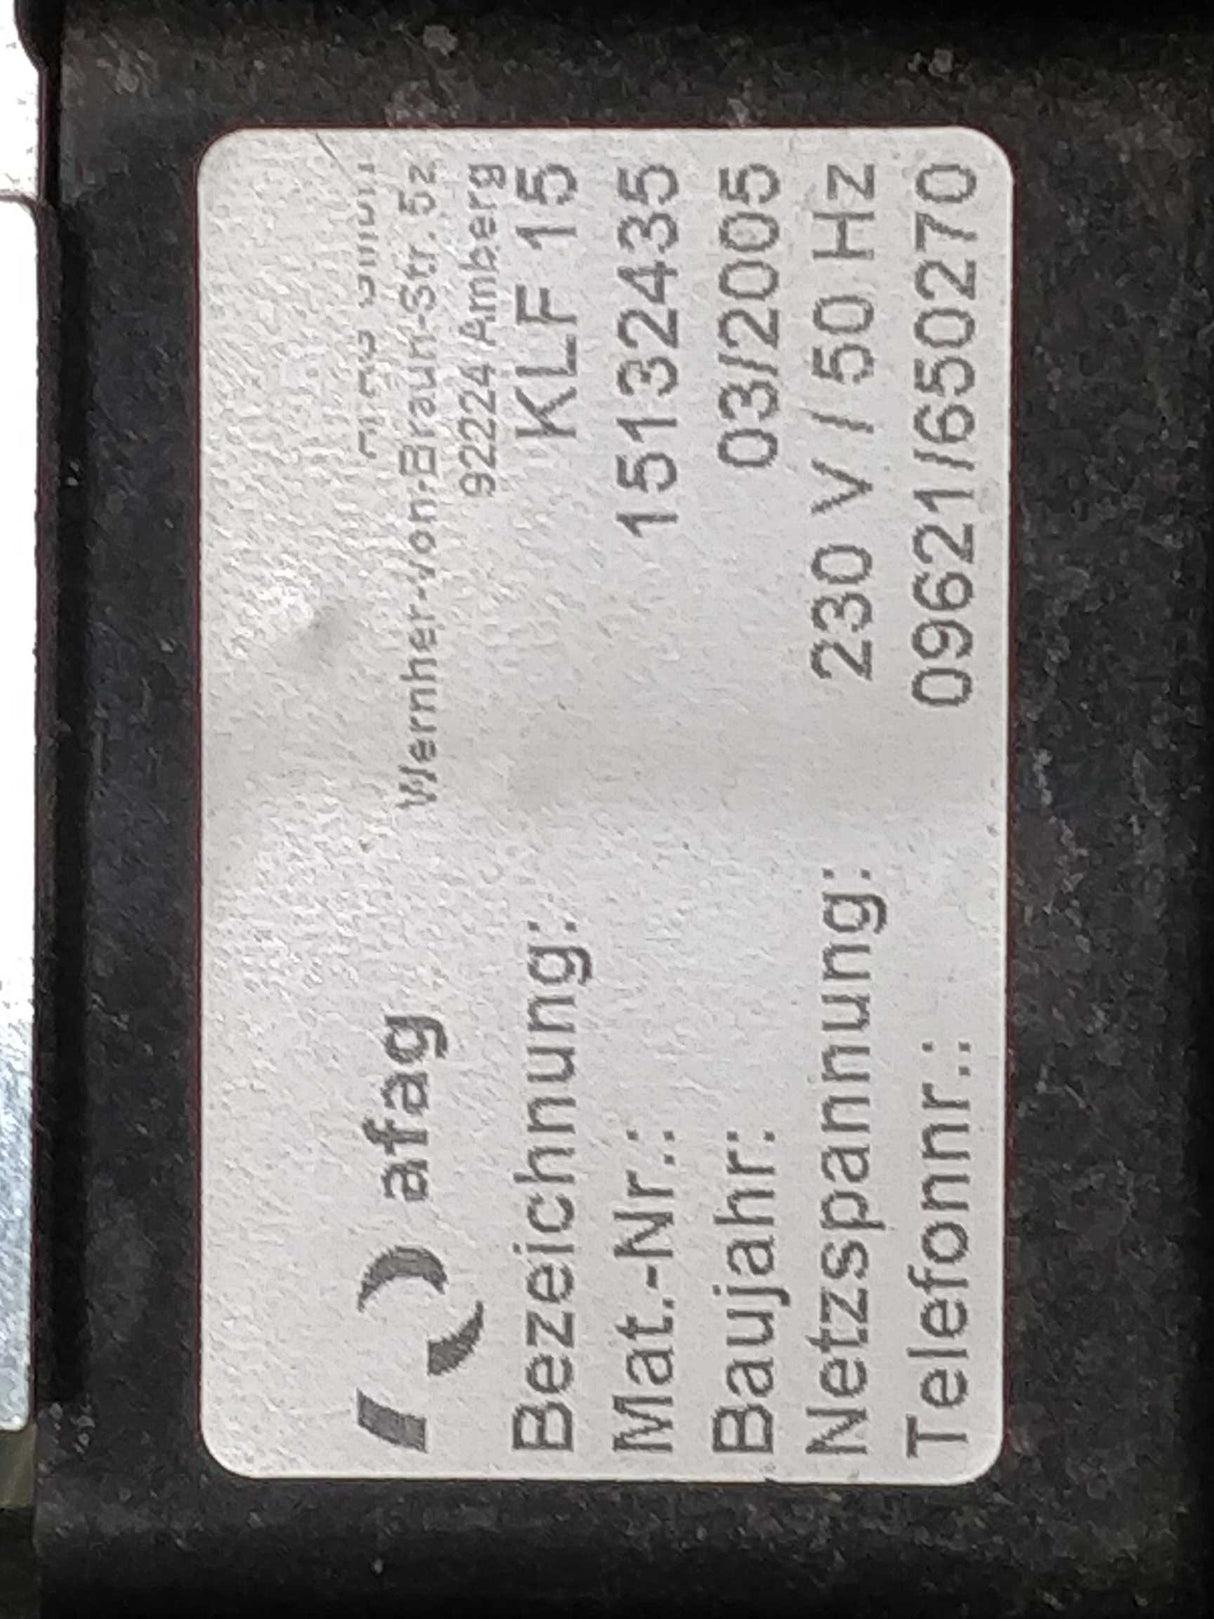 afag
Wernher-von-Braun-Str. 5a
92224 Amberg
Bezeichnung: KLF 15
Mat.-Nr.: 15132435
Baujahr: 03/2005
Netzspannung: 230 V / 50 Hz
Telefonnr.: 09621/650270